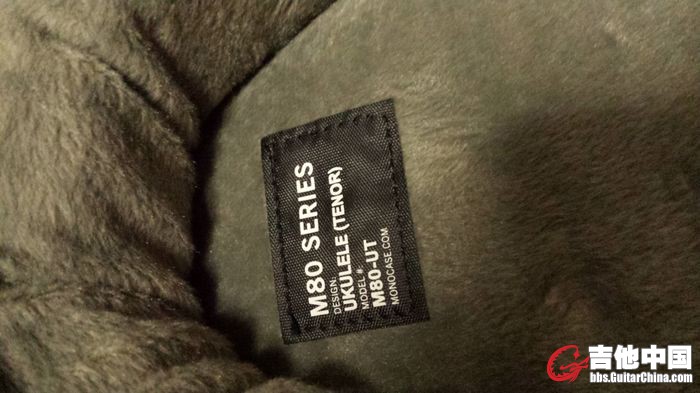 M80 SERIES
DESIGN:
UKULELE (TENOR)
MODEL #:
M80-UT
MONOCASE.COM
吉他中国
bbs.GuitarChina.com